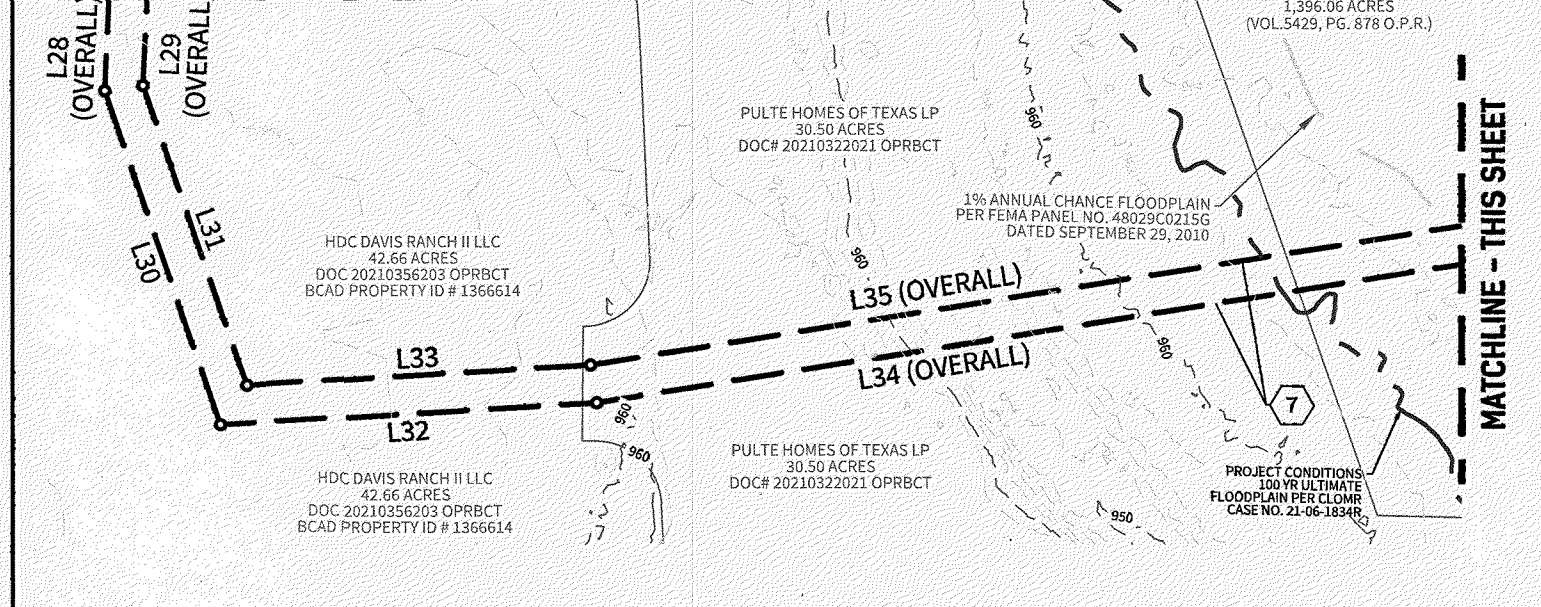 1,396.06 ACRES
(VOL.5429, PG. 878 O.P.R.)
L28
(OVERALL)
L29
(OVERALL
PULTE HOMES OF TEXAS LP
30.50 ACRES
DOC# 20210322021 OPRBCT
960
MATCHLINE - THIS SHEET
1% ANNUAL CHANCE FLOODPLAIN
PER FEMA PANEL NO. 48029C0215G
DATED SEPTEMBER 29, 2010
L31
L30
HDC DAVIS RANCH II LLC
42.66 ACRES
DOC 20210356203 OPRBCT
BCAD PROPERTY ID # 1366614
960
L35 (OVERALL)
L33
L34 (OVERALL)
960
7
L32
960
960
PULTE HOMES OF TEXAS LP
30.50 ACRES
DOC# 20210322021 OPRBCT
HDC DAVIS RANCH II LLC
42.66 ACRES
DOC 20210356203 OPRBCT
BCAD PROPERTY ID # 1366614
PROJECT CONDITIONS
100 YR ULTIMATE
FLOODPLAIN PER CLOMR
CASE NO. 21-06-1834R
950